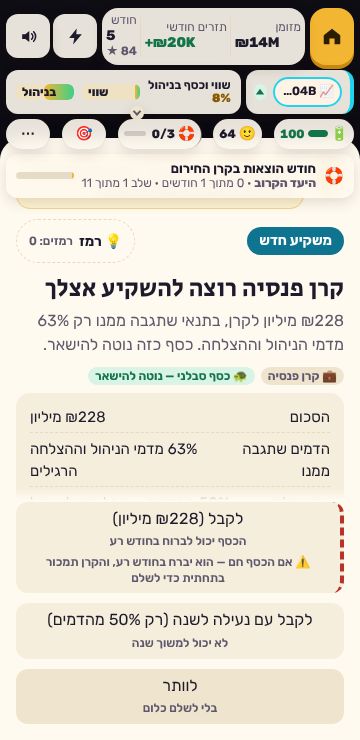 מזומן
₪14M
תזרים חודשי
+₪20K
חודש
5
★ 84
📈 04B...
שווי וכסף בניהול
8%
שווי
בניהול
🔋 100
🙂 64
🛟 0/3
🎯
...
🛟 חודש הוצאות בקרן החירום
היעד הקרוב · 0 מתוך 1 חודשים · שלב 1 מתוך 11
משקיע חדש
💡 רמז רמזים: 0
קרן פנסיה רוצה להשקיע אצלך
₪228 מיליון לקרן, בתנאי שתגבה ממנו רק 63%
מדמי הניהול וההצלחה. כסף כזה נוטה להישאר.
💼 קרן פנסיה
🐢 כסף סבלני — נוטה להישאר
הסכום
₪228 מיליון
הדמים שתגבה
ממנו
63% מדמי הניהול וההצלחה
הרגילים
לקבל (₪228 מיליון)
הכסף יכול לברוח בחודש רע
⚠️ אם הכסף חם — הוא יברח בחודש רע, והקרן תמכור
בתחתית כדי לשלם
לקבל עם נעילה לשנה (רק 50% מהדמים)
לא יכול למשוך שנה
לוותר
בלי לשלם כלום